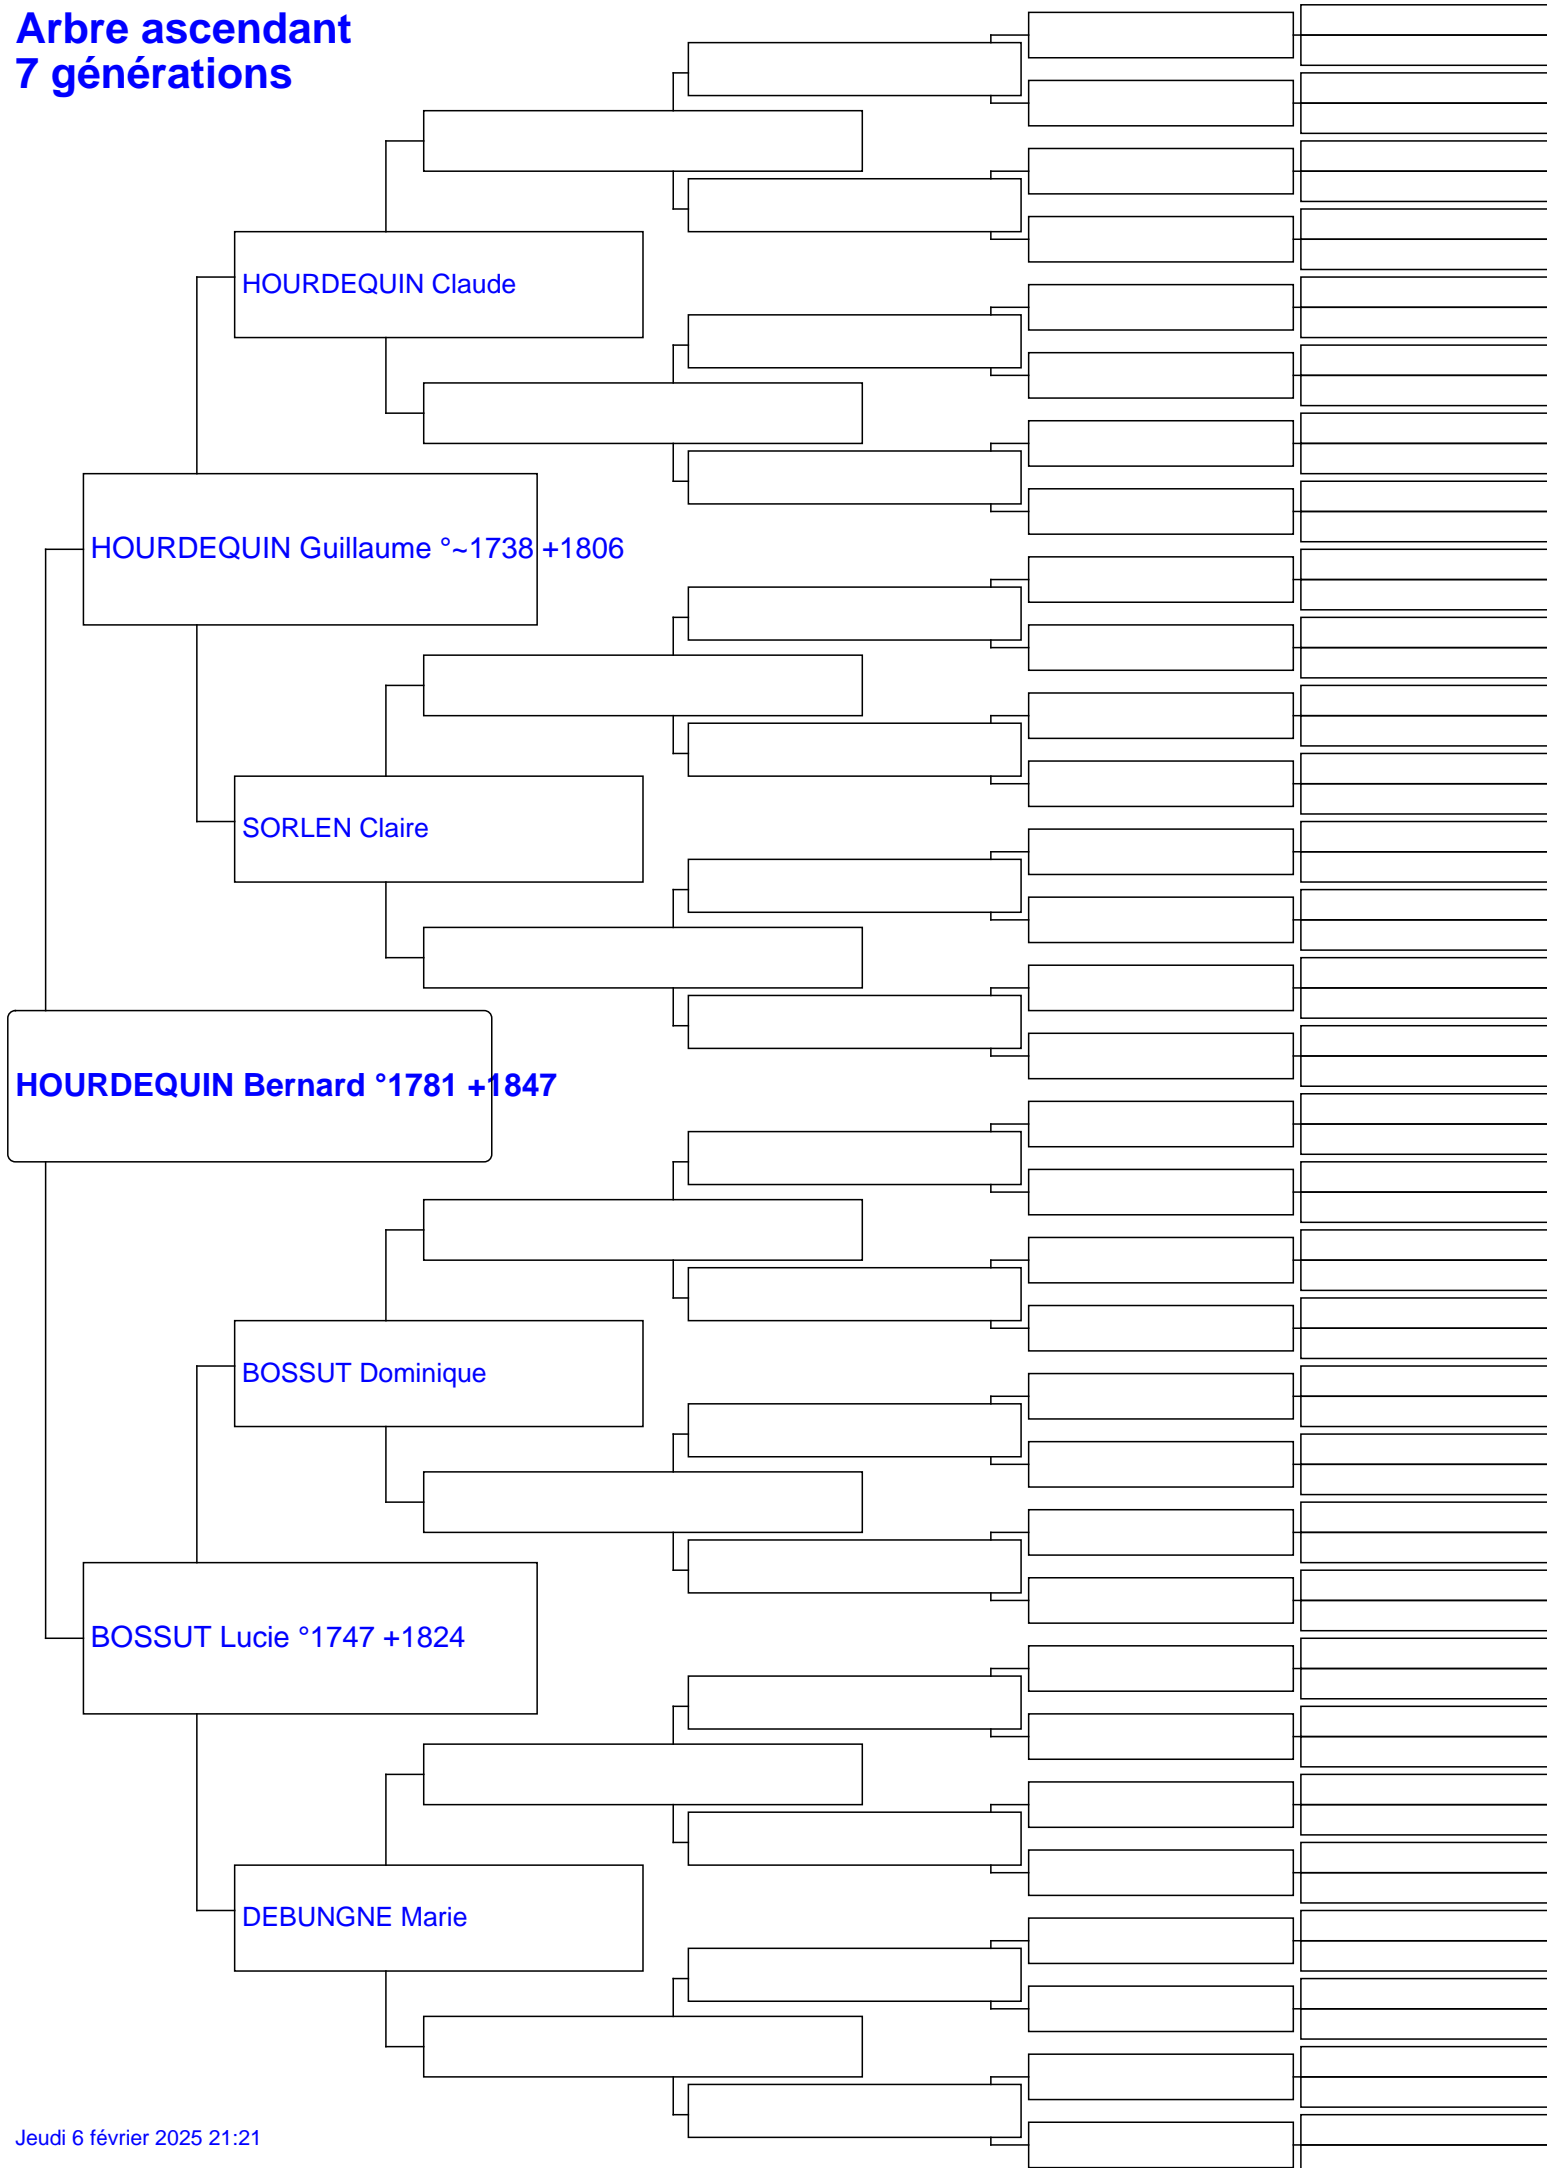 Arbre ascendant
7 générations
HOURDEQUIN Claude
HOURDEQUIN Guillaume °~1738 +1806
SORLEN Claire
HOURDEQUIN Bernard °1781 +1847
BOSSUT Dominique
BOSSUT Lucie °1747 +1824
DEBUNGNE Marie
Jeudi 6 février 2025 21:21